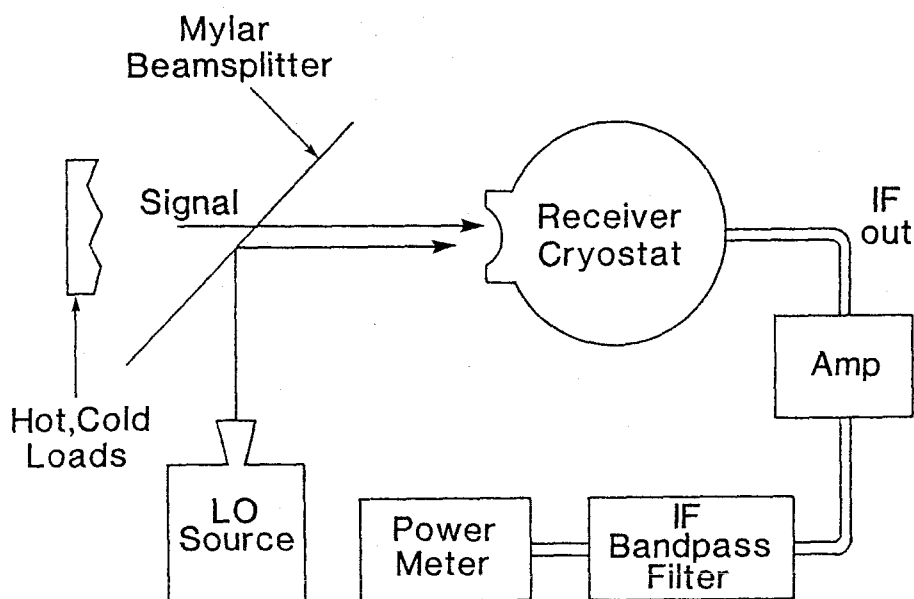 Mylar
Beamsplitter
Signal
Receiver
Cryostat
IF
out
Amp
Hot,Cold
Loads
LO
Source
Power
Meter
IF
Bandpass
Filter